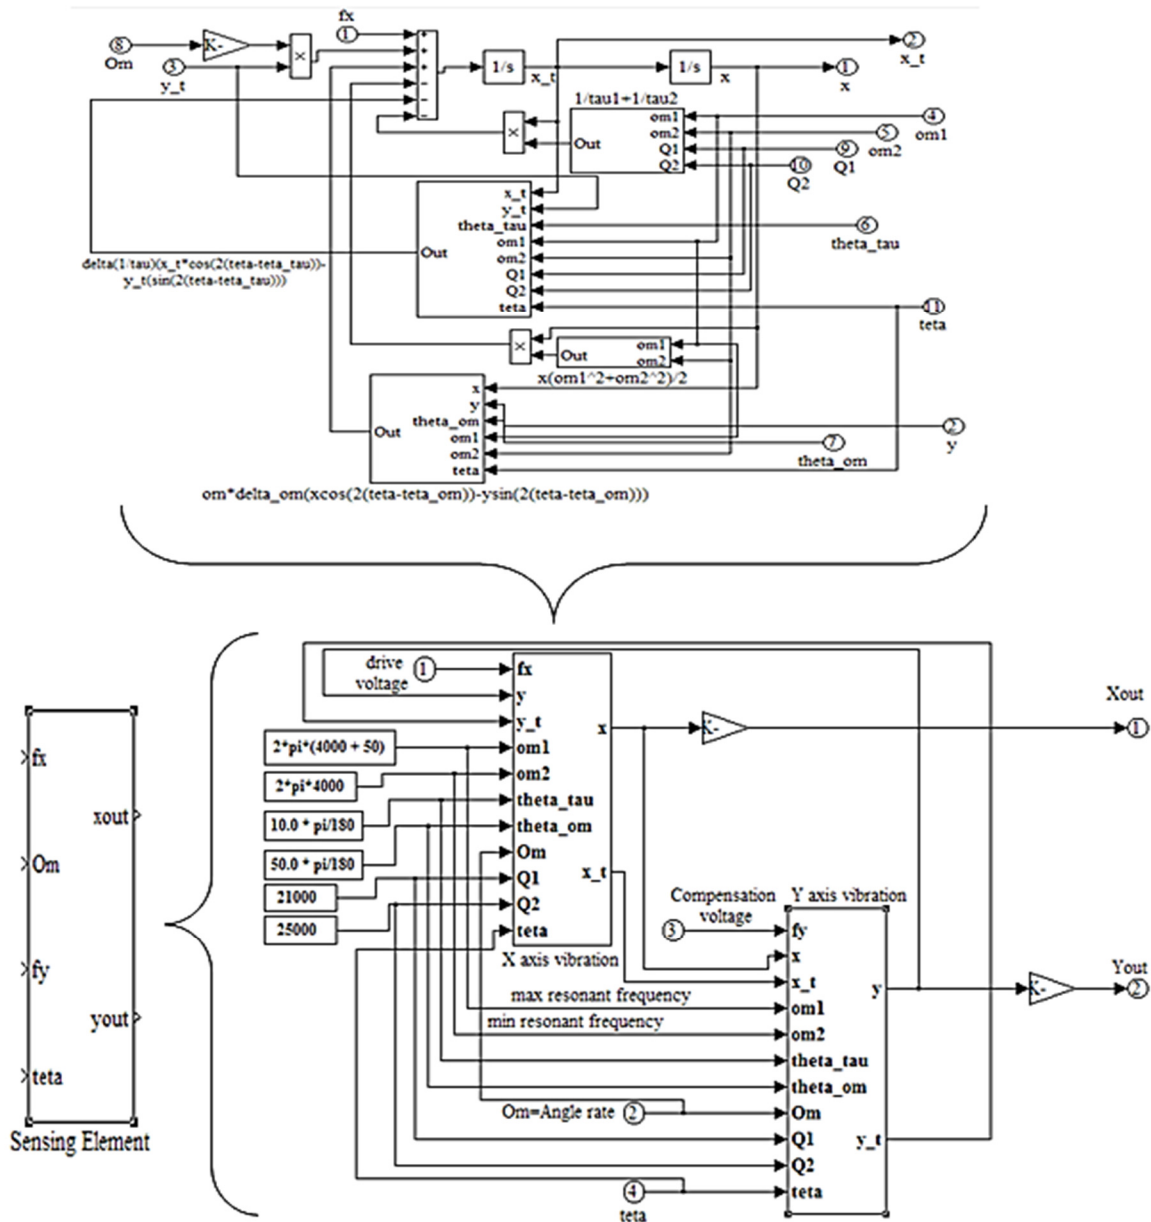 fx
1
8
Om
K-
×
3
y_t
+
+
+
−
−
−
1/s
x_t
1/s
x
2
x_t
1
x
1/tau1+1/tau2
om1
om2
Q1
Q2
Out
×
4
om1
5
om2
9
Q1
10
Q2
x_t
y_t
theta_tau
om1
om2
Q1
Q2
teta
Out
6
theta_tau
delta(1/tau)(x_t*cos(2(teta-teta_tau))-
y_t(sin(2(teta-teta_tau)))
11
teta
×
Out
om1
om2
x(om1^2+om2^2)/2
x
y
theta_om
om1
om2
teta
Out
2
y
7
theta_om
om*delta_om(xcos(2(teta-teta_om))-ysin(2(teta-teta_om)))
drive
voltage
1
fx
y
y_t
om1
om2
theta_tau
theta_om
Om
Q1
Q2
teta
x
x_t
X axis vibration
2*pi*(4000 + 50)
2*pi*4000
10.0 * pi/180
50.0 * pi/180
21000
25000
K-
Xout
1
Compensation
voltage
3
Y axis vibration
fy
x
x_t
om1
om2
theta_tau
theta_om
Om
Q1
Q2
teta
y
y_t
K-
Yout
2
max resonant frequency
min resonant frequency
Om=Angle rate
2
4
teta
fx
Om
fy
teta
xout
yout
Sensing Element